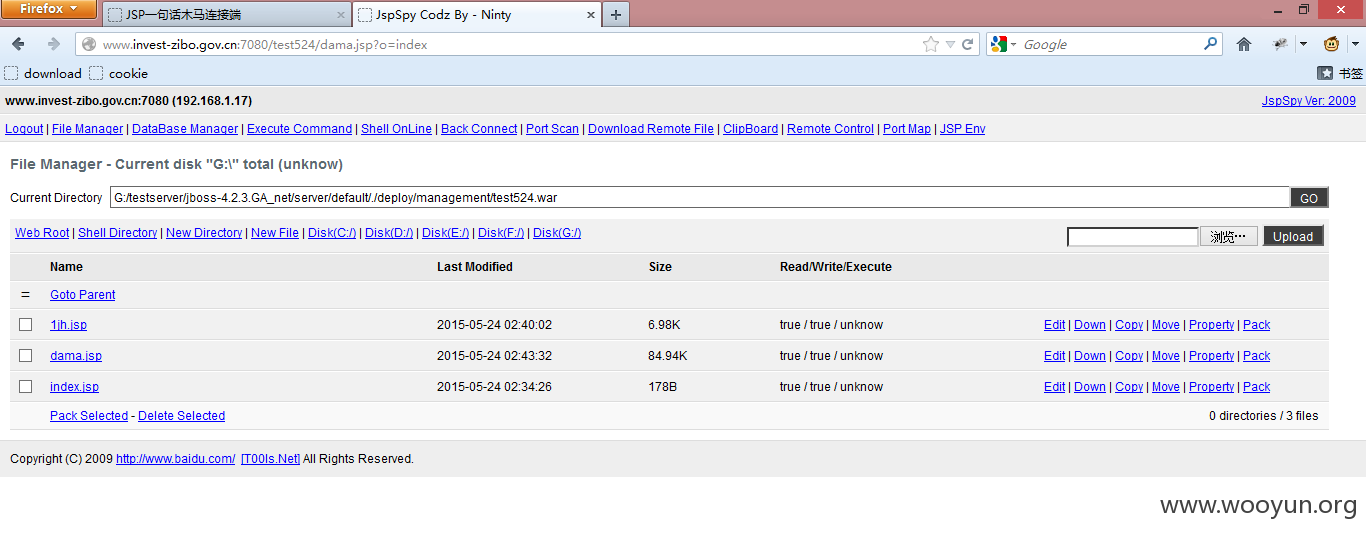 Firefox
JSP一句话木马连接端
JspSpy Codz By - Ninty
www.invest-zibo.gov.cn:7080/test524/dama.jsp?o=index
Google
download cookie
书签
www.invest-zibo.gov.cn:7080 (192.168.1.17) JspSpy Ver: 2009
Logout | File Manager | DataBase Manager | Execute Command | Shell OnLine | Back Connect | Port Scan | Download Remote File | ClipBoard | Remote Control | Port Map | JSP Env
File Manager - Current disk "G:\" total (unknow)
Current Directory G:/testserver/jboss-4.2.3.GA_net/server/default/./deploy/management/test524.war GO
Web Root | Shell Directory | New Directory | New File | Disk(C:/) | Disk(D:/) | Disk(E:/) | Disk(F:/) | Disk(G:/) 浏览… Upload
Name Last Modified Size Read/Write/Execute
= Goto Parent
1jh.jsp 2015-05-24 02:40:02 6.98K true / true / unknow Edit | Down | Copy | Move | Property | Pack
dama.jsp 2015-05-24 02:43:32 84.94K true / true / unknow Edit | Down | Copy | Move | Property | Pack
index.jsp 2015-05-24 02:34:26 178B true / true / unknow Edit | Down | Copy | Move | Property | Pack
Pack Selected - Delete Selected 0 directories / 3 files
Copyright (C) 2009 http://www.baidu.com/ [T00ls.Net] All Rights Reserved.
www.wooyun.org